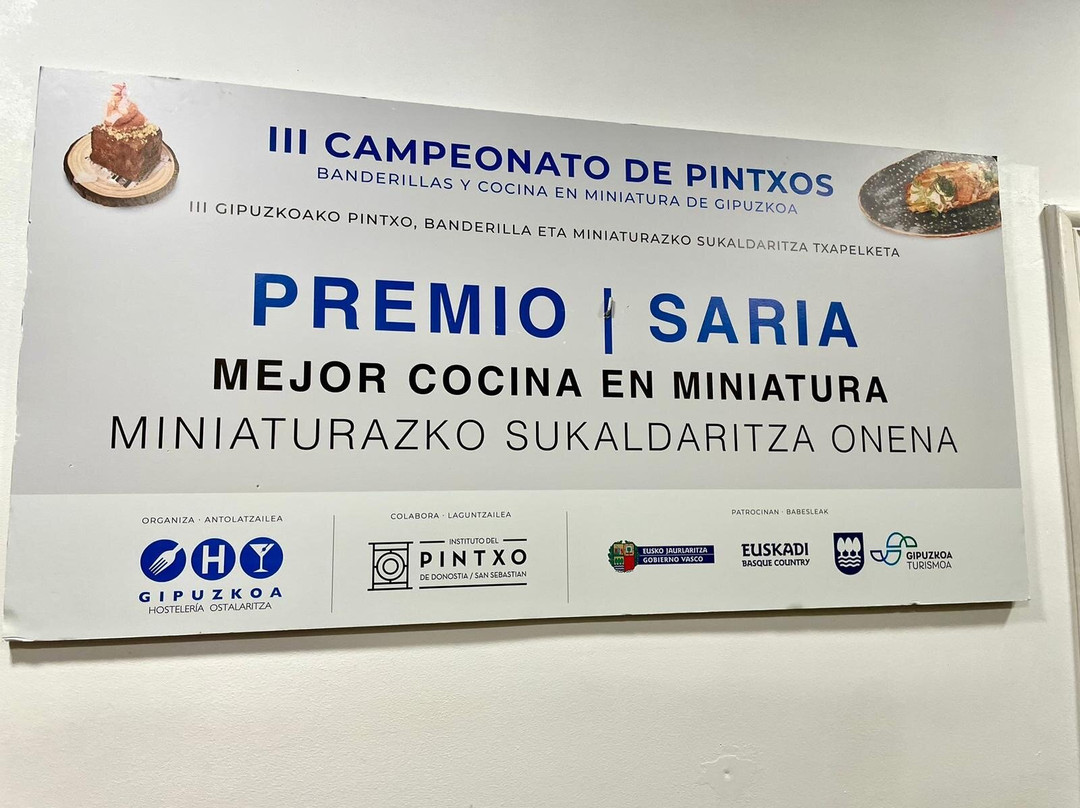 III CAMPEONATO DE PINTXOS
BANDERILLAS Y COCINA EN MINIATURA DE GIPUZKOA
III GIPUZKOAKO PINTXO, BANDERILLA ETA MINIATURAZKO SUKALDARITZA TXAPELKETA
PREMIO | SARIA
MEJOR COCINA EN MINIATURA
MINIATURAZKO SUKALDARITZA ONENA
ORGANIZA · ANTOLATZAILEA
GIPUZKOA
HOSTELERÍA OSTALARITZA
COLABORA · LAGUNTZAILEA
INSTITUTO DEL
PINTXO
DE DONOSTIA / SAN SEBASTIAN
PATROCINAN · BABESLEAK
EUSKO JAURLARITZA
GOBIERNO VASCO
EUSKADI
BASQUE COUNTRY
GIPUZKOA
TURISMOA